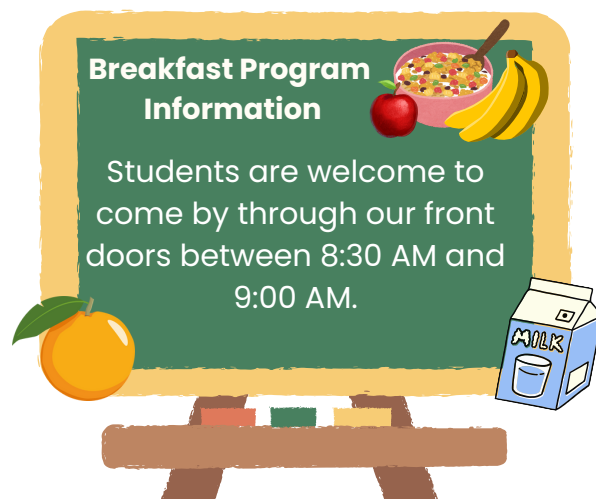 Breakfast Program
Information
Students are welcome to
come by through our front
doors between 8:30 AM and
9:00 AM.
MILK